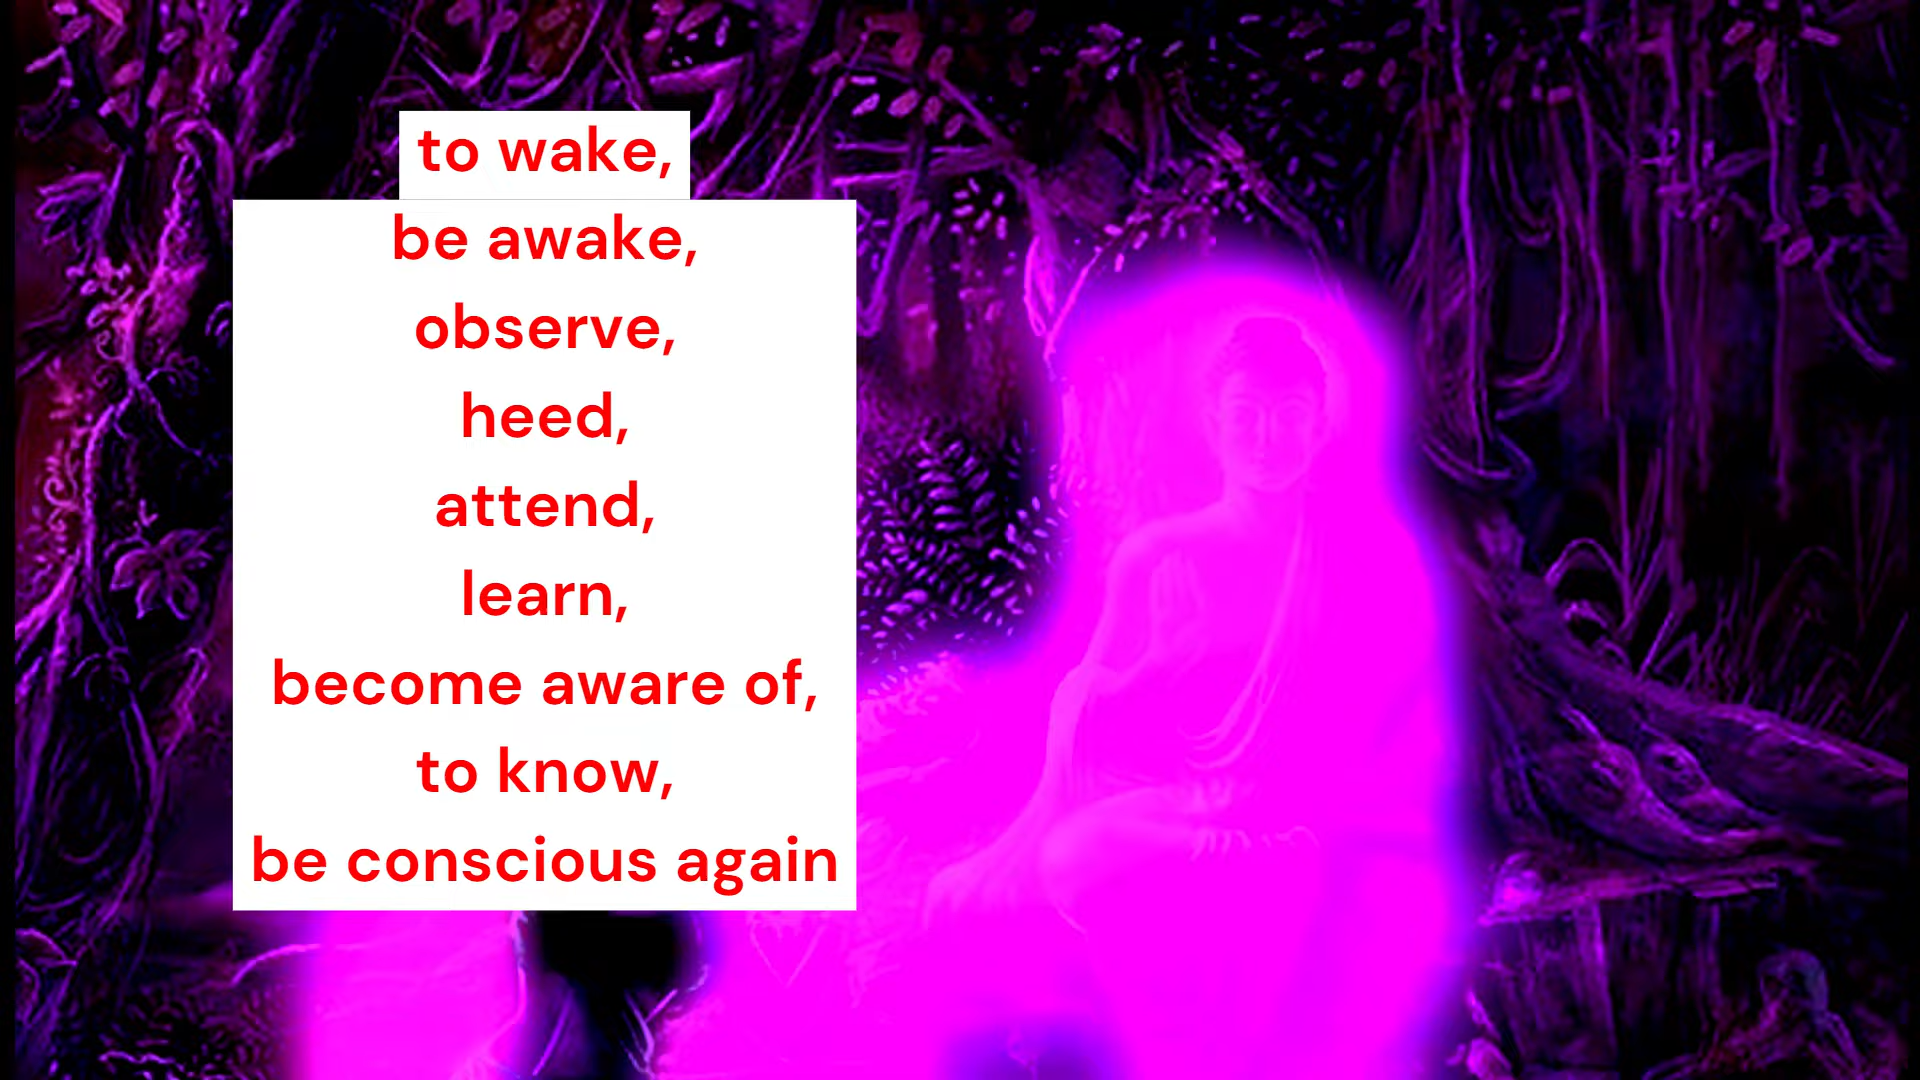 to wake,
be awake,
observe,
heed,
attend,
learn,
become aware of,
to know,
be conscious again